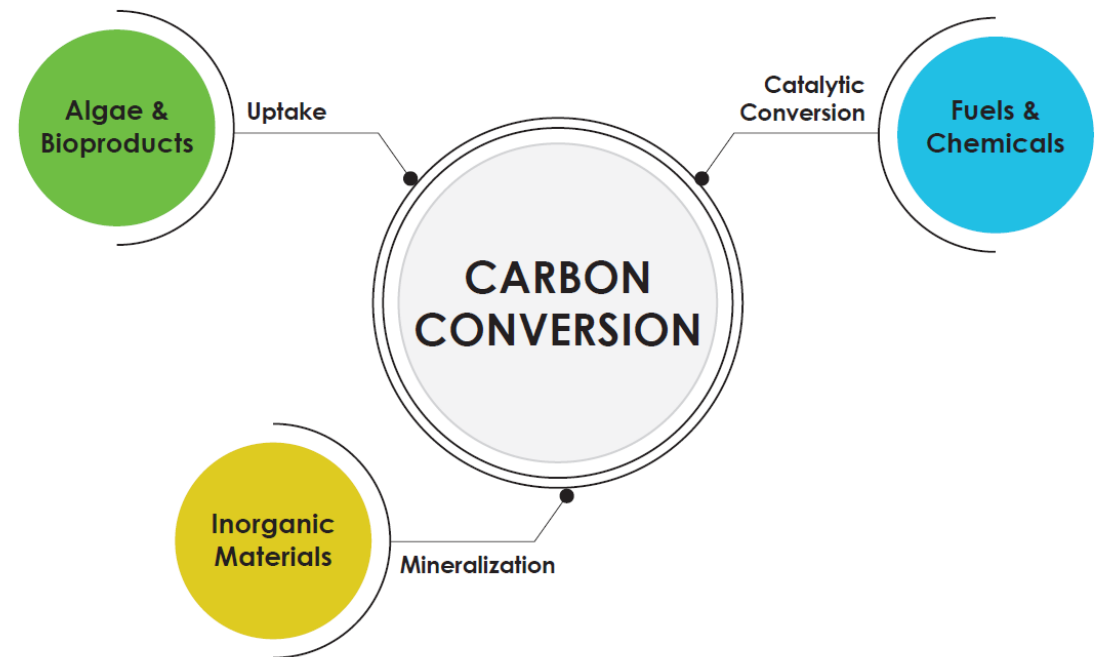 Algae &
Bioproducts
Uptake
Catalytic
Conversion
Fuels &
Chemicals
CARBON
CONVERSION
Inorganic
Materials
Mineralization